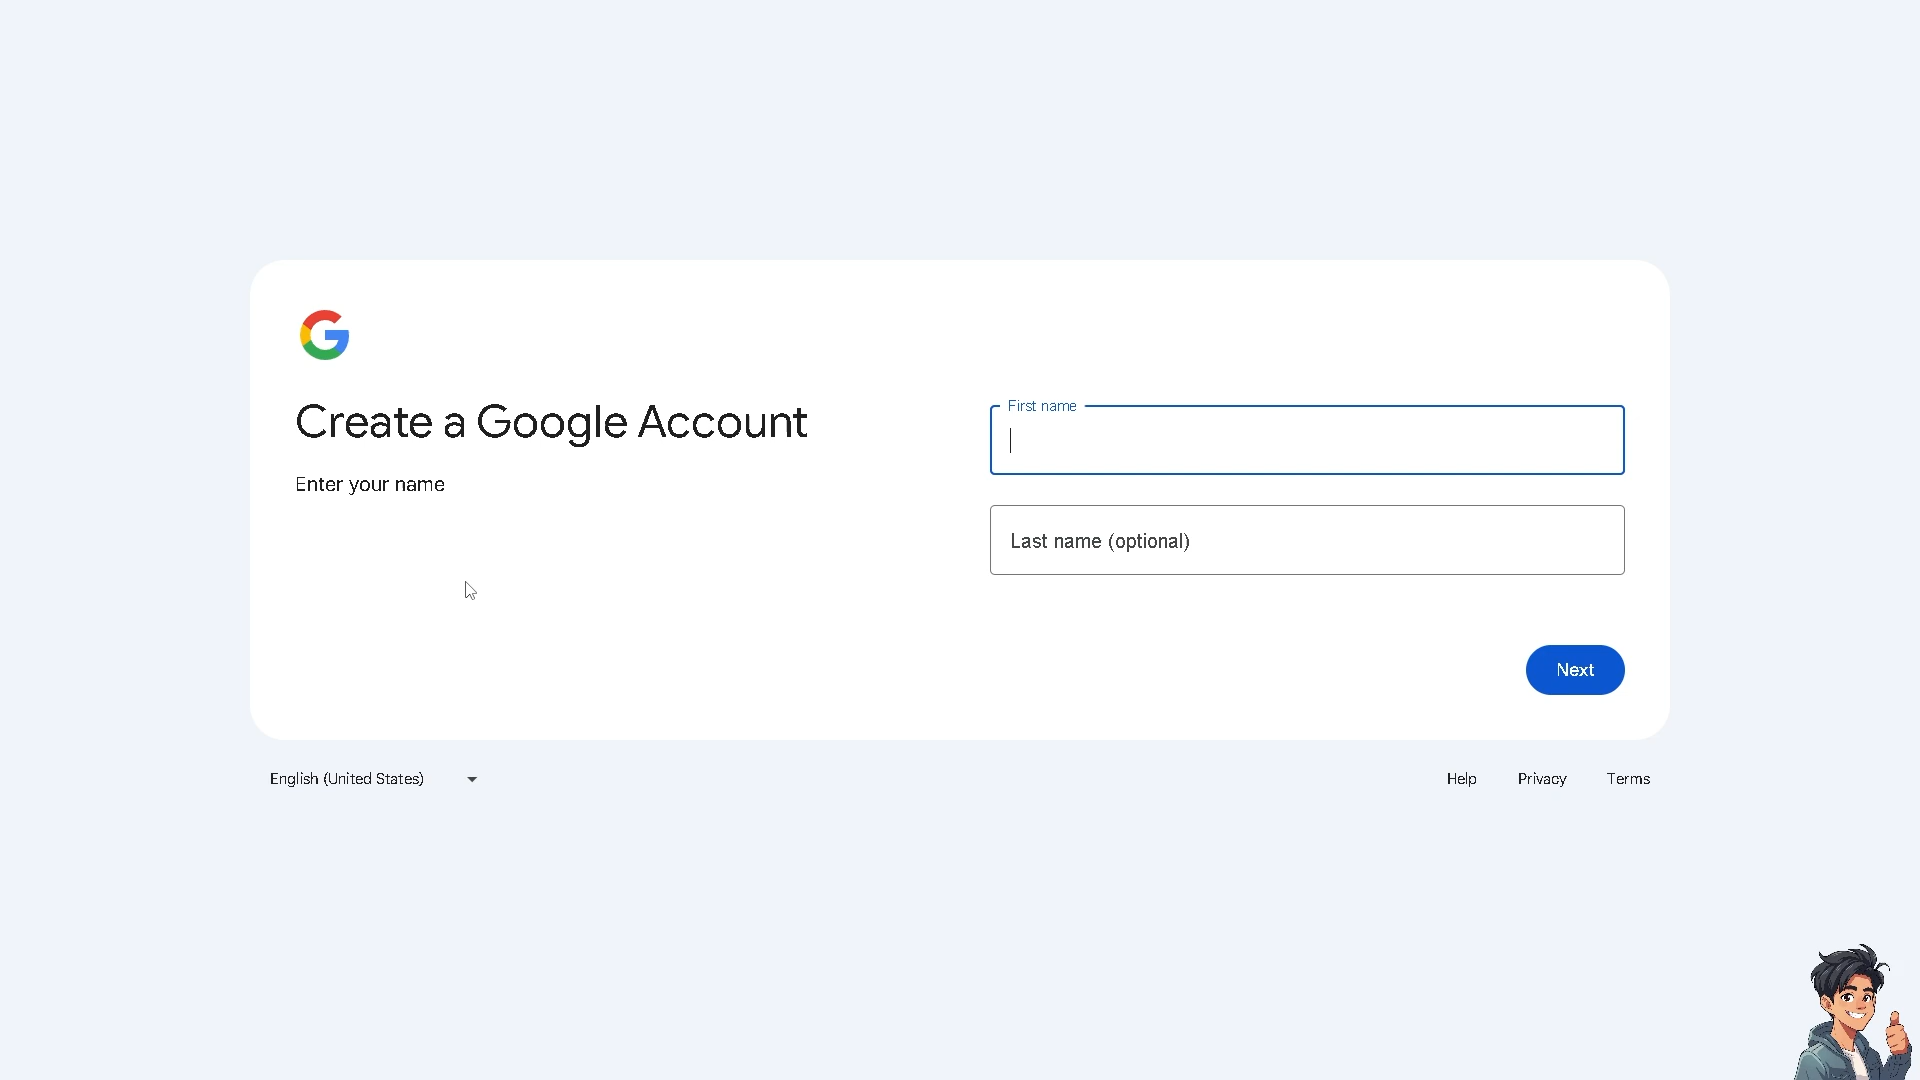 Create a Google Account
Enter your name
First name
Last name (optional)
Next
English (United States)
Help
Privacy
Terms